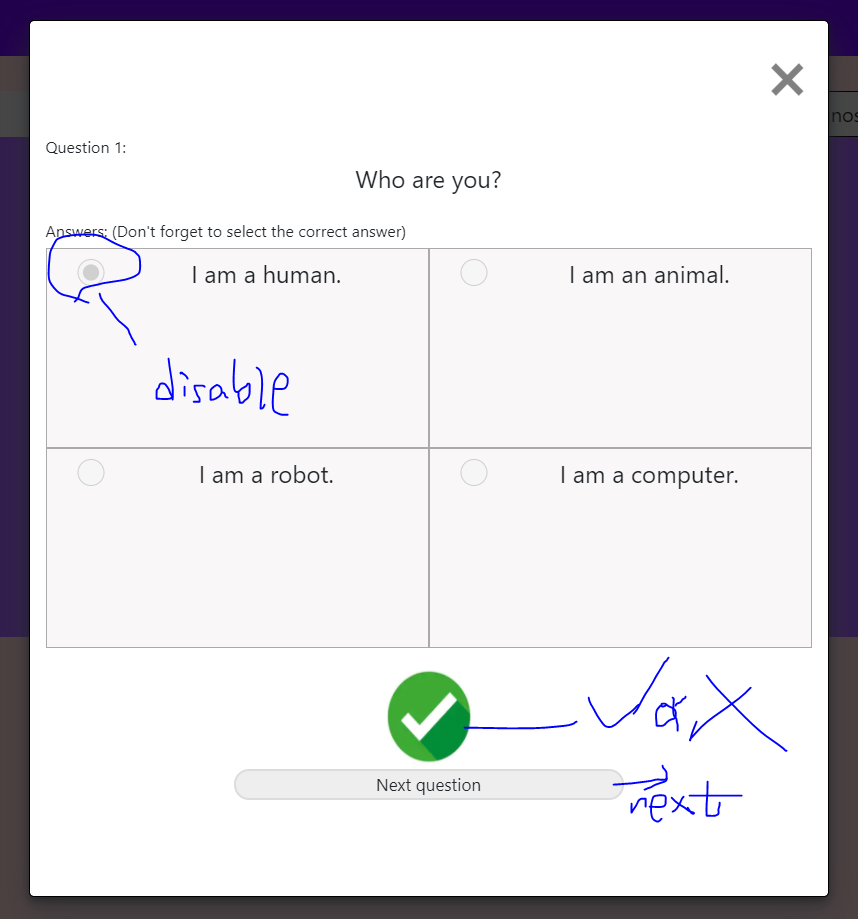 nos
Question 1:
Who are you?
Answers: (Don't forget to select the correct answer)
I am a human.
I am an animal.
disable
I am a robot.
I am a computer.
or
Next question
next